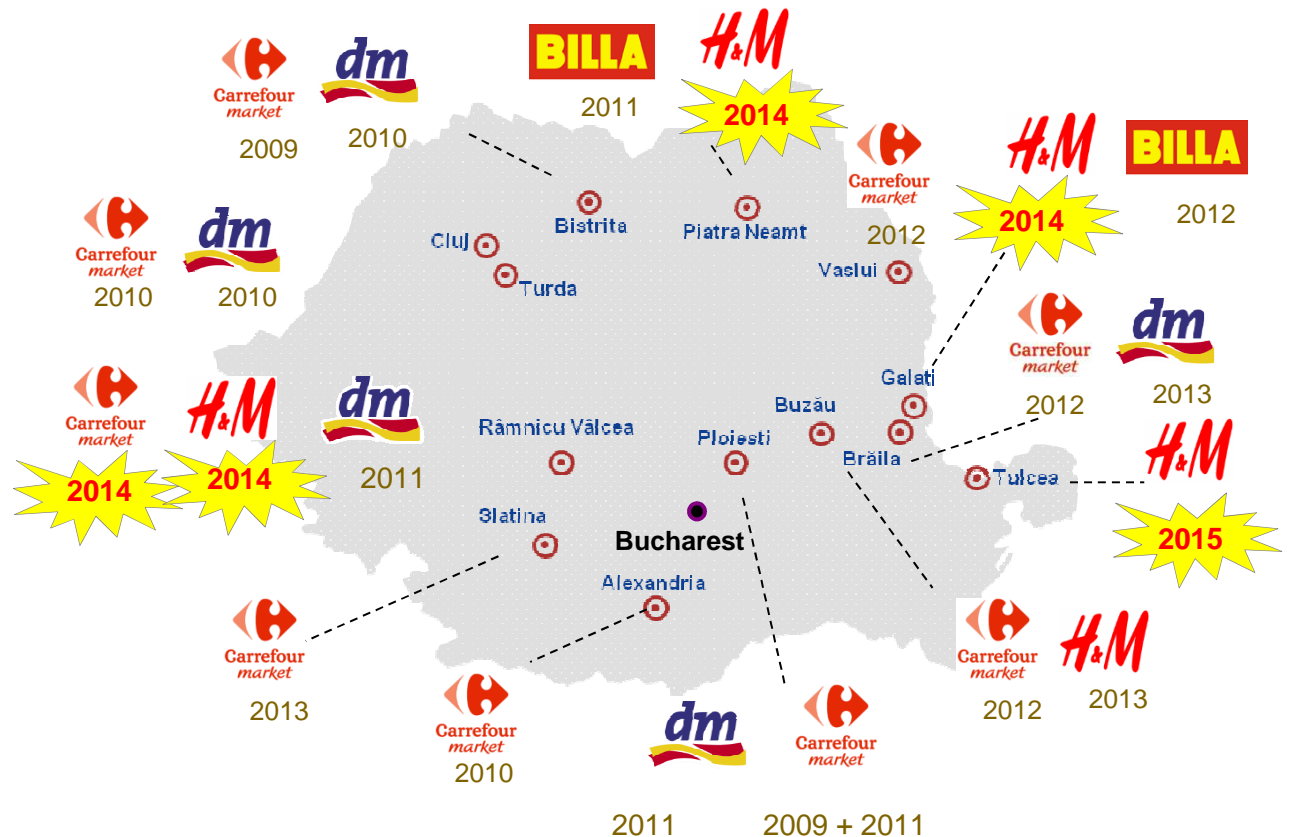 BILLA
H&M
Carrefour
market
dm
2009
2010
2011
2014
Carrefour
market
2012
H&M
BILLA
2014
2012
Bistrita
Piatra Neamt
Cluj
Turda
Vaslui
Carrefour
market
dm
2010
2010
Carrefour
market
dm
2012
2013
Galați
Buzău
Brăila
Râmnicu Vâlcea
Ploiesti
Tulcea
Carrefour
market
H&M
dm
2014
2014
2011
H&M
2015
Slatina
Bucharest
Alexandria
Carrefour
market
2013
Carrefour
market
2010
dm
2011
Carrefour
market
2009 + 2011
Carrefour
market
H&M
2012
2013